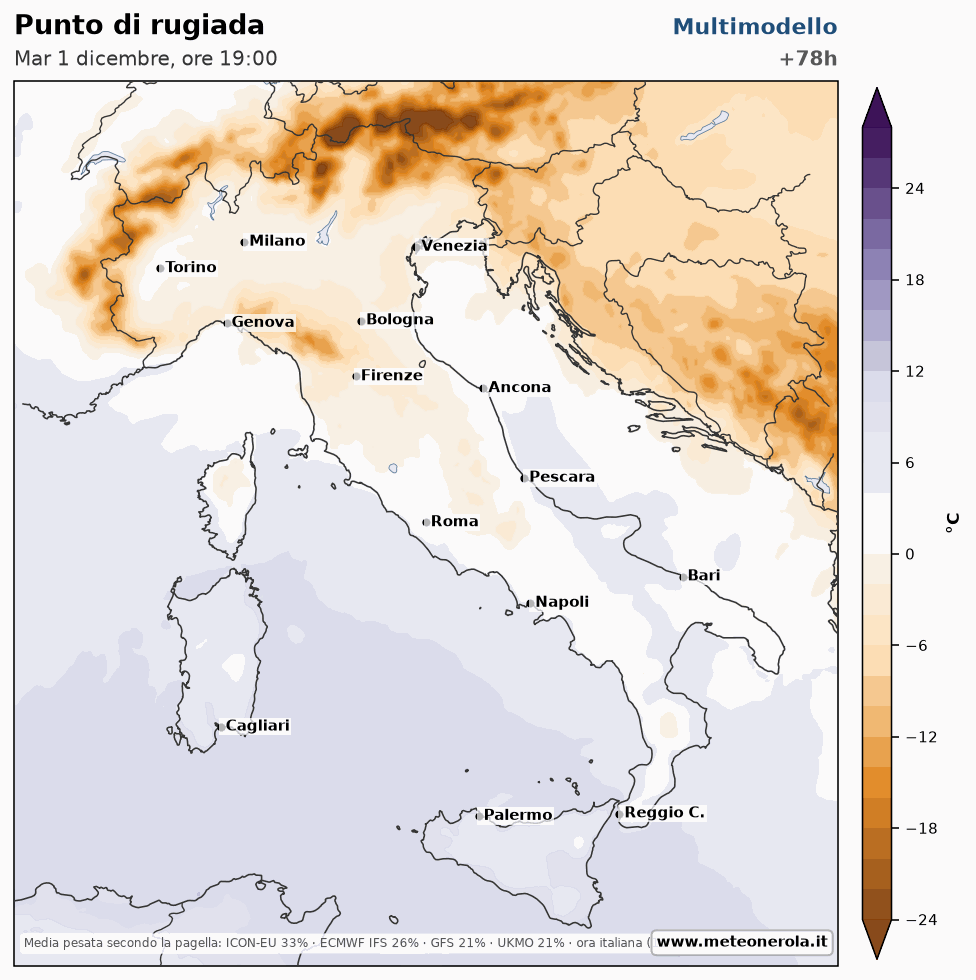 Punto di rugiada
Multimodello
Mar 1 dicembre, ore 19:00
+78h
Milano
Venezia
Torino
Genova
Bologna
Firenze
Ancona
Pescara
Roma
Bari
Napoli
Cagliari
Palermo
Reggio C.
24
18
12
6
0
−6
−12
−18
−24
°C
Media pesata secondo la pagella: ICON-EU 33% · ECMWF IFS 26% · GFS 21% · UKMO 21% · ora italiana (
www.meteonerola.it